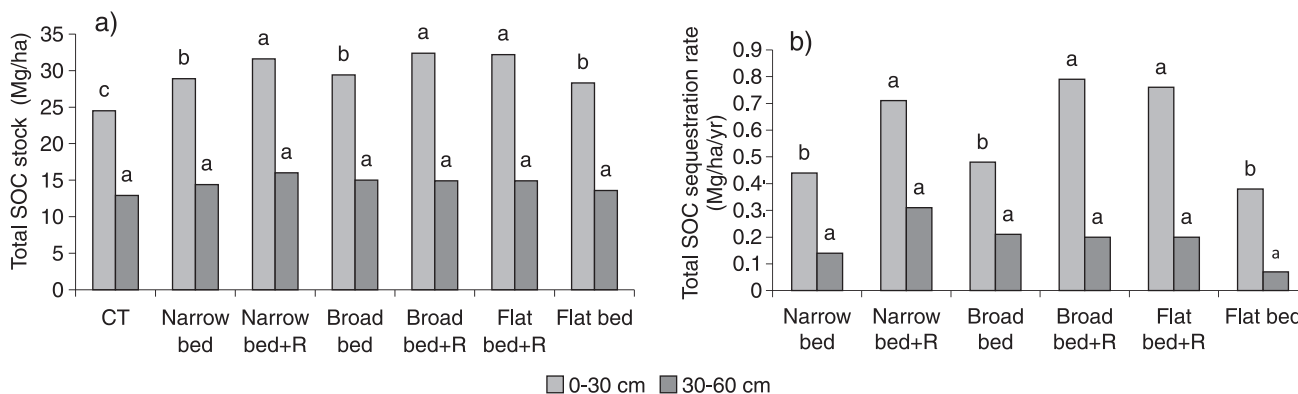 a)
Total SOC stock (Mg/ha)
35
30
25
20
15
10
5
0
c
a
b
a
a
a
b
a
a
a
a
a
b
a
CT
Narrow
bed
Narrow
bed+R
Broad
bed
Broad
bed+R
Flat
bed+R
Flat bed
b)
Total SOC sequestration rate
(Mg/ha/yr)
0.9
0.8
0.7
0.6
0.5
0.4
0.3
0.2
0.1
0
b
a
a
a
b
a
a
a
a
a
b
a
Narrow
bed
Narrow
bed+R
Broad
bed
Broad
bed+R
Flat
bed+R
Flat bed
0-30 cm
30-60 cm